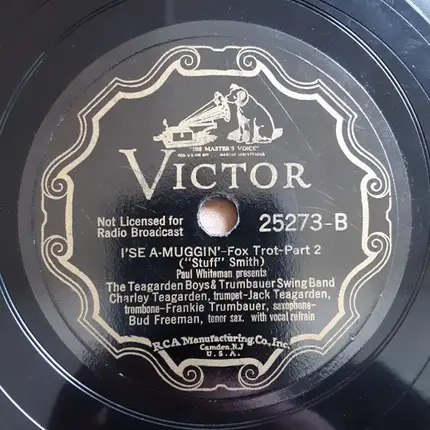 "HIS MASTER'S VOICE"
VICTOR
Not Licensed for
Radio Broadcast
25273-B
I'SE A-MUGGIN'-Fox Trot-Part 2
("Stuff" Smith)
Paul Whiteman presents
The Teagarden Boys & Trumbauer Swing Band
Charley Teagarden, trumpet-Jack Teagarden,
trombone-Frankie Trumbauer, saxophone-
Bud Freeman, tenor sax. with vocal refrain
RCA Manufacturing Co., Inc.
Camden, N.J.
U.S.A.